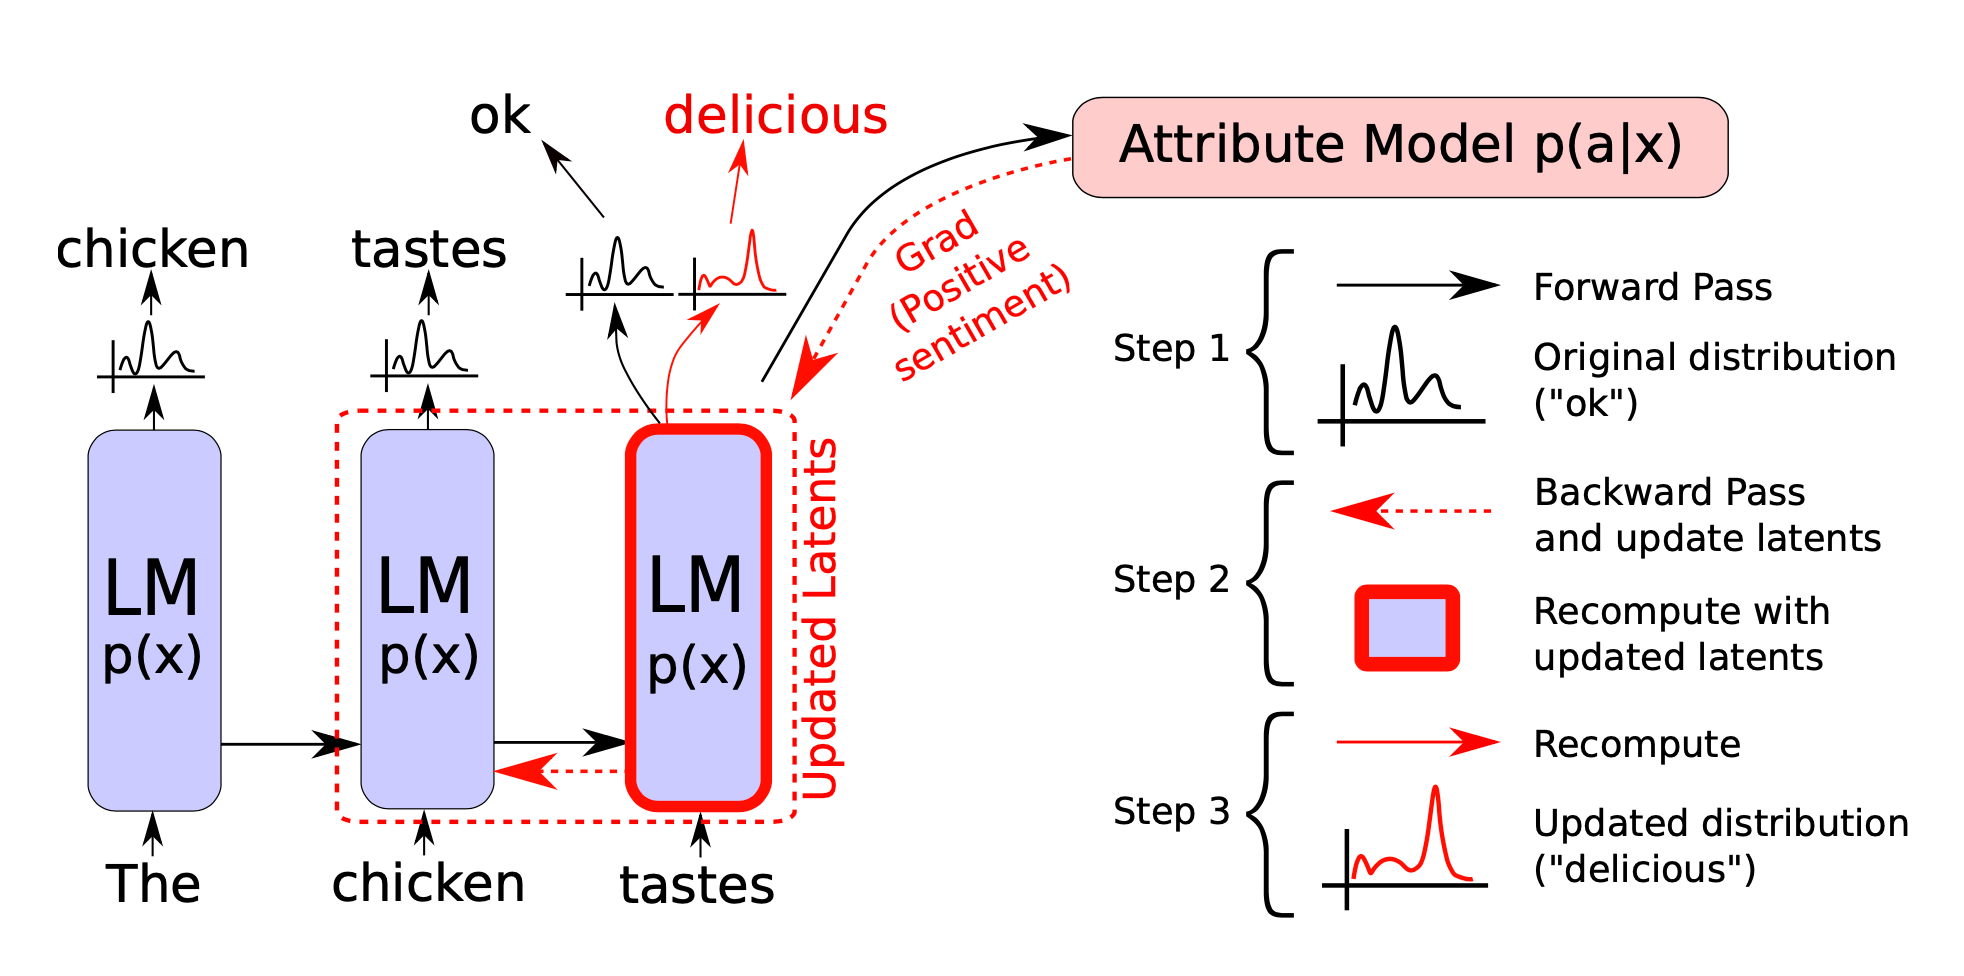 ok
delicious
Attribute Model p(a|x)
chicken
tastes
Grad
(Positive
sentiment)
LM
p(x)
LM
p(x)
LM
p(x)
Updated Latents
The
chicken
tastes
Step 1
Forward Pass
Original distribution
("ok")
Step 2
Backward Pass
and update latents
Recompute with
updated latents
Step 3
Recompute
Updated distribution
("delicious")